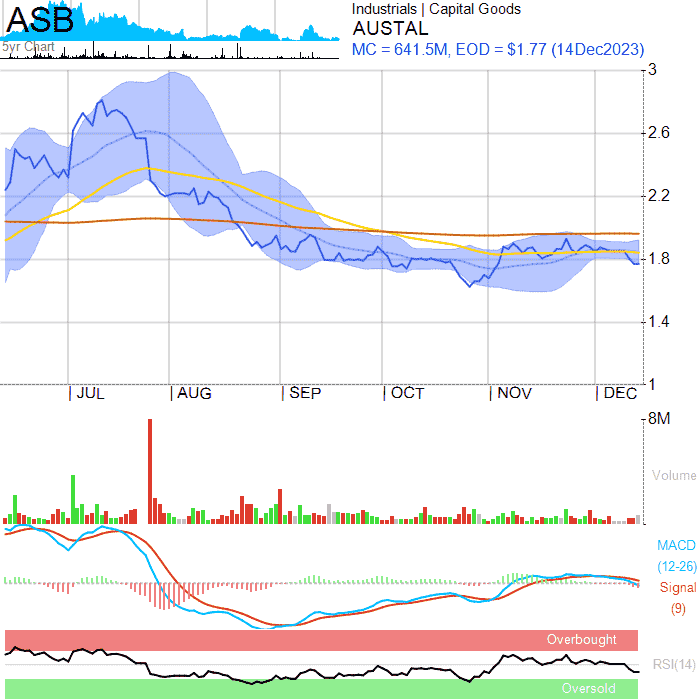 ASB
5yr Chart
Industrials | Capital Goods
AUSTAL
MC = 641.5M, EOD = $1.77 (14Dec2023)
3
2.6
2.2
1.8
1.4
1
JUL AUG SEP OCT NOV DEC
8M
Volume
MACD
(12-26)
Signal
(9)
Overbought
RSI(14)
Oversold